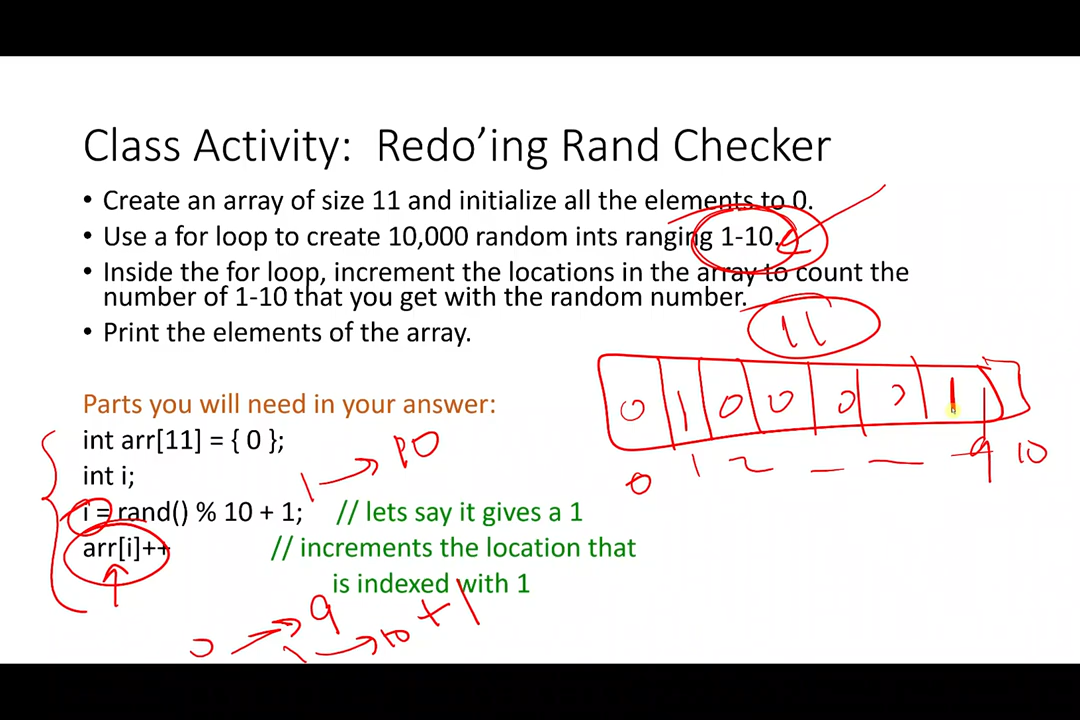 Class Activity: Redo'ing Rand Checker
• Create an array of size 11 and initialize all the elements to 0.
• Use a for loop to create 10,000 random ints ranging 1-10.
• Inside the for loop, increment the locations in the array to count the
number of 1-10 that you get with the random number.
• Print the elements of the array.
11
0 1 0 0 0 1
0 1 2 9 10
Parts you will need in your answer:
int arr[11] = { 0 };
int i;
1 → 10
i = rand() % 10 + 1; // lets say it gives a 1
arr[i]++ // increments the location that
is indexed with 1
0 → 9 + 1
1 → 10